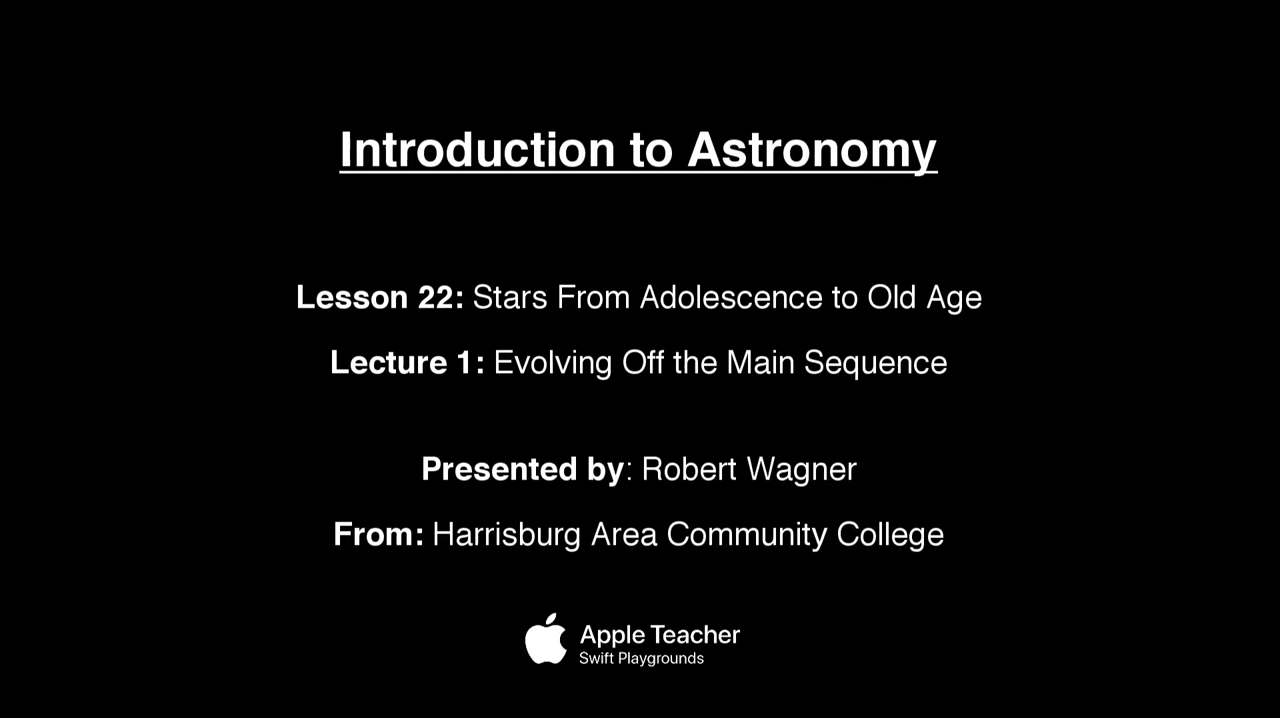 Introduction to Astronomy
Lesson 22: Stars From Adolescence to Old Age
Lecture 1: Evolving Off the Main Sequence
Presented by: Robert Wagner
From: Harrisburg Area Community College
Apple Teacher
Swift Playgrounds